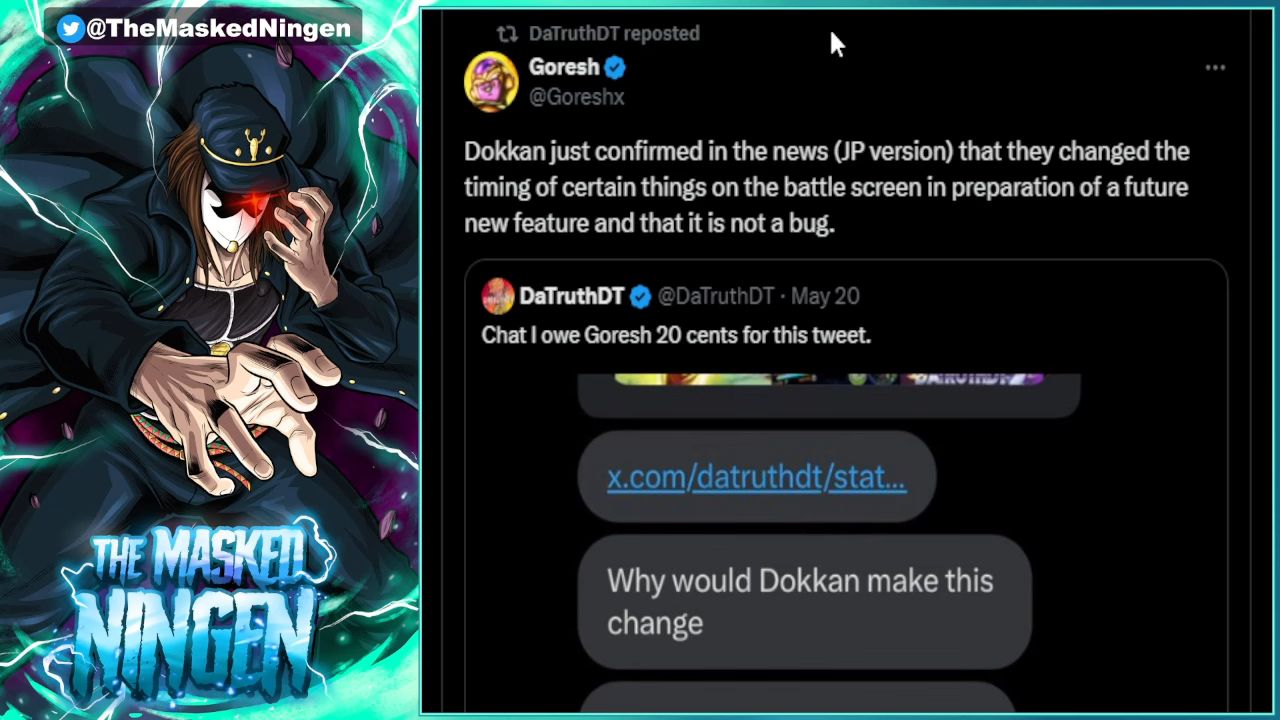 @TheMaskedNingen
THE MASKED
NINGEN
DaTruthDT reposted
Goresh
@Goreshx
Dokkan just confirmed in the news (JP version) that they changed the
timing of certain things on the battle screen in preparation of a future
new feature and that it is not a bug.
DaTruthDT @DaTruthDT · May 20
Chat I owe Goresh 20 cents for this tweet.
x.com/datruthdt/stat...
Why would Dokkan make this
change